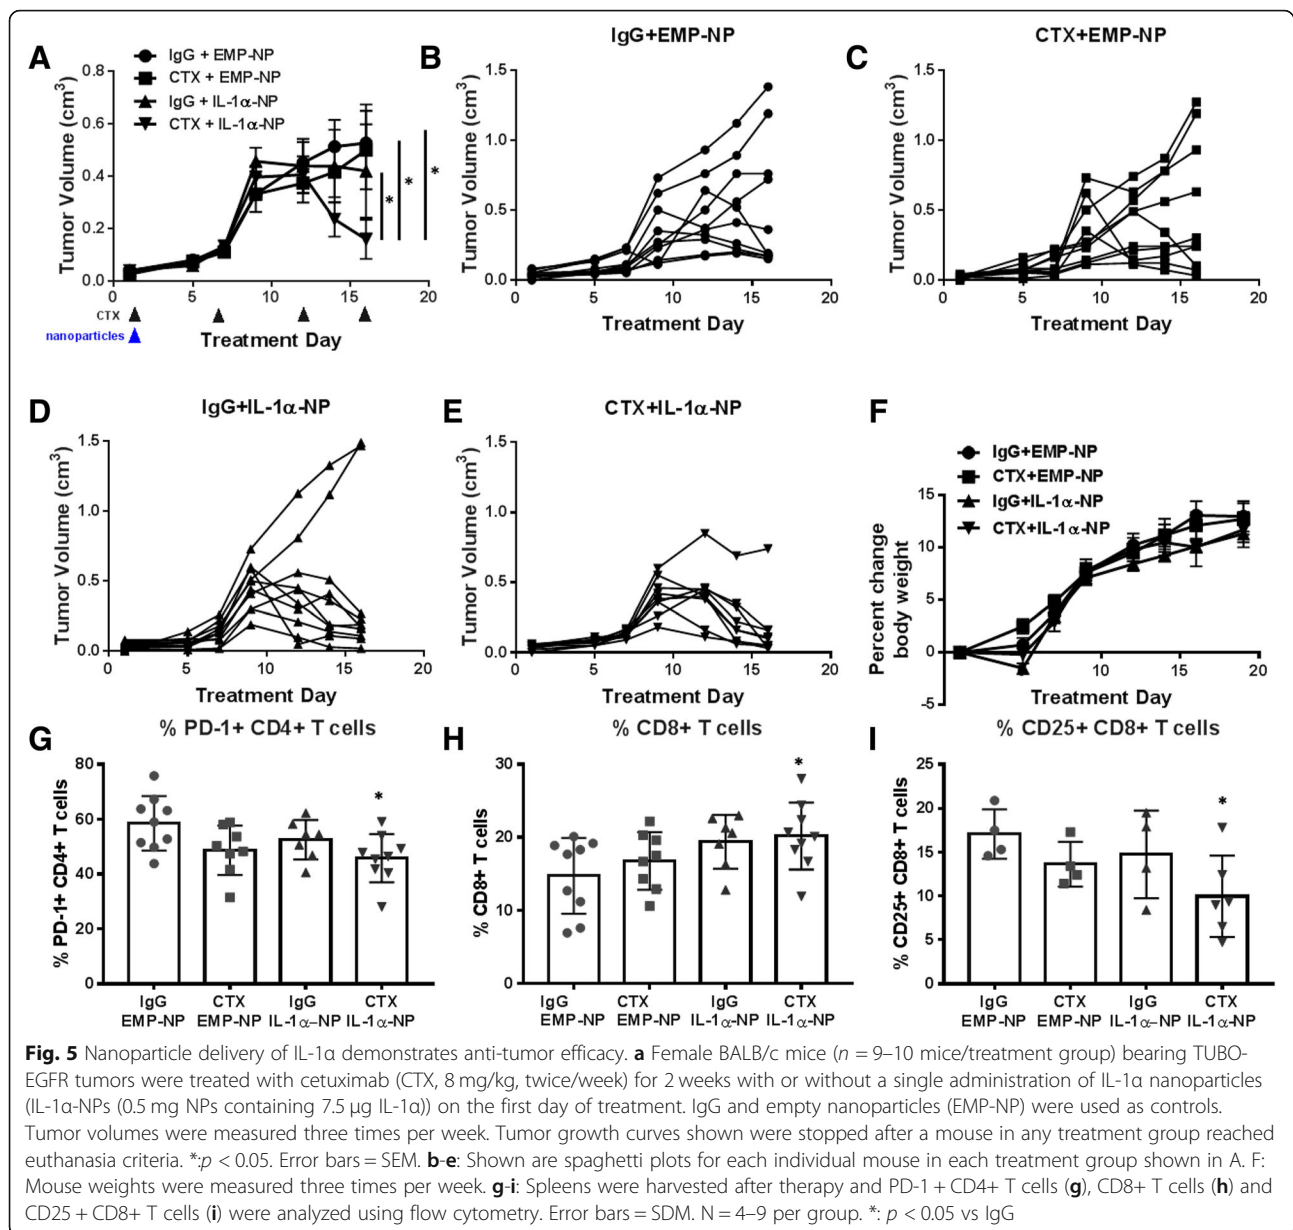 A
IgG + EMP-NP
CTX + EMP-NP
IgG + IL-1α-NP
CTX + IL-1α-NP
Tumor Volume (cm³)
0.8
0.6
0.4
0.2
0.0
0 5 10 15 20
* * *
CTX
nanoparticles
Treatment Day
B
IgG+EMP-NP
Tumor Volume (cm³)
1.5
1.0
0.5
0.0
0 5 10 15 20
Treatment Day
C
CTX+EMP-NP
Tumor Volume (cm³)
1.5
1.0
0.5
0.0
0 5 10 15 20
Treatment Day
D
IgG+IL-1α-NP
Tumor Volume (cm³)
1.5
1.0
0.5
0.0
0 5 10 15 20
Treatment Day
E
CTX+IL-1α-NP
Tumor Volume (cm³)
1.5
1.0
0.5
0.0
0 5 10 15 20
Treatment Day
F
IgG+EMP-NP
CTX+EMP-NP
IgG+IL-1α-NP
CTX+IL-1α-NP
Percent change
body weight
15
10
5
0
-5
10 15 20
Treatment Day
G
% PD-1+ CD4+ T cells
% PD-1+ CD4+ T cells
80
60
40
20
0
*
IgG CTX IgG CTX
EMP-NP EMP-NP IL-1α-NP IL-1α-NP
H
% CD8+ T cells
% CD8+ T cells
30
20
10
0
*
IgG CTX IgG CTX
EMP-NP EMP-NP IL-1α-NP IL-1α-NP
I
% CD25+ CD8+ T cells
% CD25+ CD8+ T cells
25
20
15
10
5
0
*
IgG CTX IgG CTX
EMP-NP EMP-NP IL-1α-NP IL-1α-NP
Fig. 5 Nanoparticle delivery of IL-1α demonstrates anti-tumor efficacy. a Female BALB/c mice (n = 9–10 mice/treatment group) bearing TUBO-
EGFR tumors were treated with cetuximab (CTX, 8 mg/kg, twice/week) for 2 weeks with or without a single administration of IL-1α nanoparticles
(IL-1α-NPs (0.5 mg NPs containing 7.5 μg IL-1α)) on the first day of treatment. IgG and empty nanoparticles (EMP-NP) were used as controls.
Tumor volumes were measured three times per week. Tumor growth curves shown were stopped after a mouse in any treatment group reached
euthanasia criteria. *:p < 0.05. Error bars = SEM. b-e: Shown are spaghetti plots for each individual mouse in each treatment group shown in A. F:
Mouse weights were measured three times per week. g-i: Spleens were harvested after therapy and PD-1 + CD4+ T cells (g), CD8+ T cells (h) and
CD25 + CD8+ T cells (i) were analyzed using flow cytometry. Error bars = SDM. N = 4–9 per group. *: p < 0.05 vs IgG